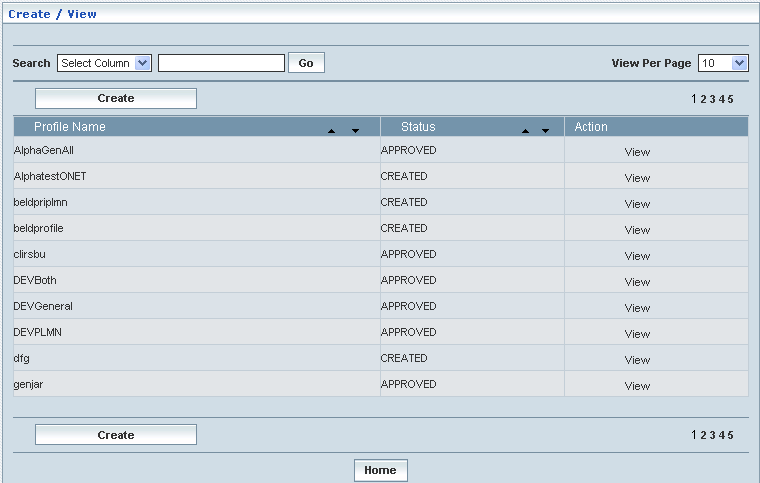 Create / View
Search Select Column Go View Per Page 10
Create 1 2 3 4 5
Profile Name Status Action
AlphaGenAll APPROVED View
AlphatestONET CREATED View
beldpriplmn CREATED View
beldprofile CREATED View
clirsbu APPROVED View
DEVBoth APPROVED View
DEVGeneral APPROVED View
DEVPLMN APPROVED View
dfg CREATED View
genjar APPROVED View
Create 1 2 3 4 5
Home